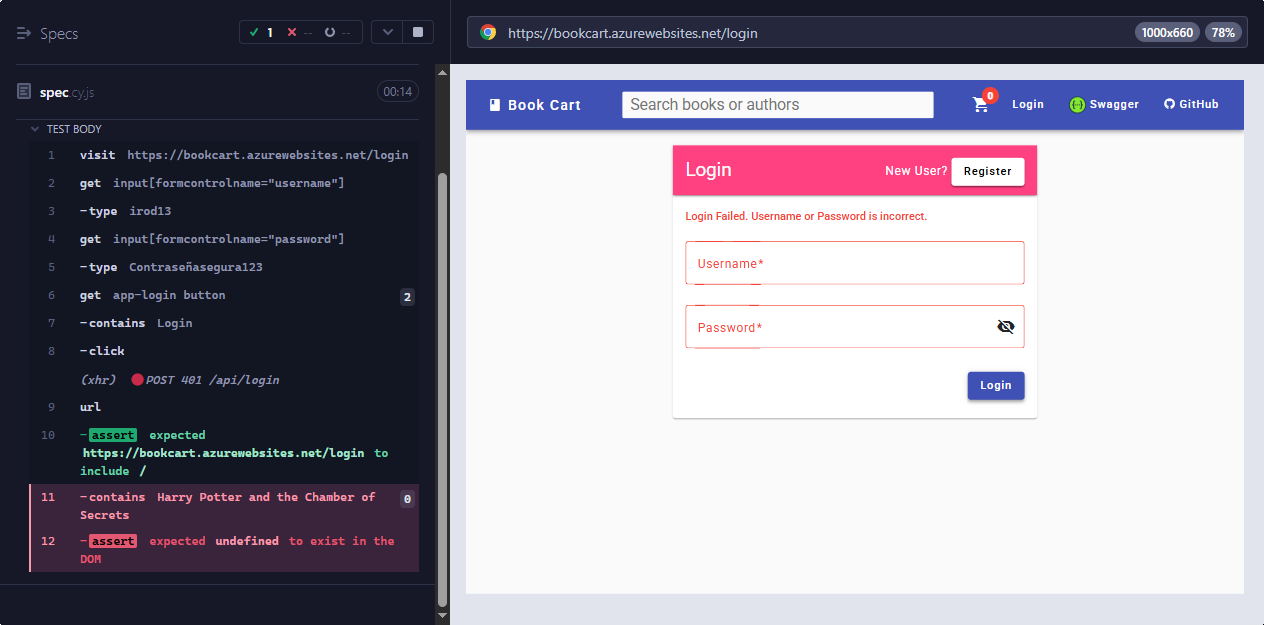 Specs
1 -- --
spec.cy.js 00:14
TEST BODY
1 visit https://bookcart.azurewebsites.net/login
2 get input[formcontrolname="username"]
3 -type irod13
4 get input[formcontrolname="password"]
5 -type Contraseñasegura123
6 get app-login button 2
7 -contains Login
8 -click
(xhr) POST 401 /api/login
9 url
10 -assert expected
https://bookcart.azurewebsites.net/login to
include /
11 -contains Harry Potter and the Chamber of 0
Secrets
12 -assert expected undefined to exist in the
DOM
https://bookcart.azurewebsites.net/login 1000x660 78%
Book Cart Search books or authors 0 Login Swagger GitHub
Login New User? Register
Login Failed. Username or Password is incorrect.
Username*
Password*
Login